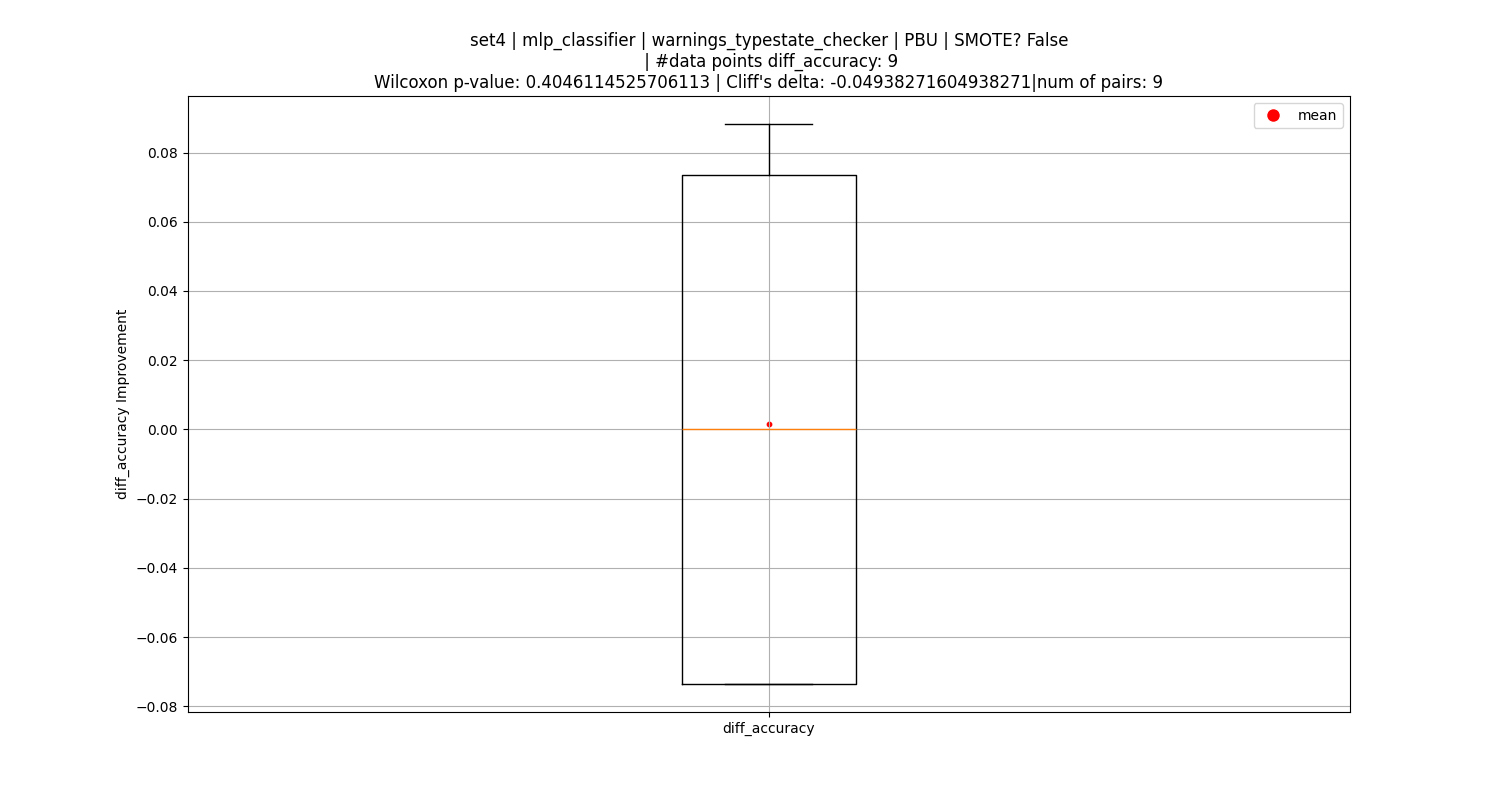 set4 | mlp_classifier | warnings_typestate_checker | PBU | SMOTE? False
| #data points diff_accuracy: 9
Wilcoxon p-value: 0.4046114525706113 | Cliff's delta: -0.04938271604938271|num of pairs: 9
mean
0.08
0.06
0.04
0.02
0.00
−0.02
−0.04
−0.06
−0.08
diff_accuracy Improvement
diff_accuracy